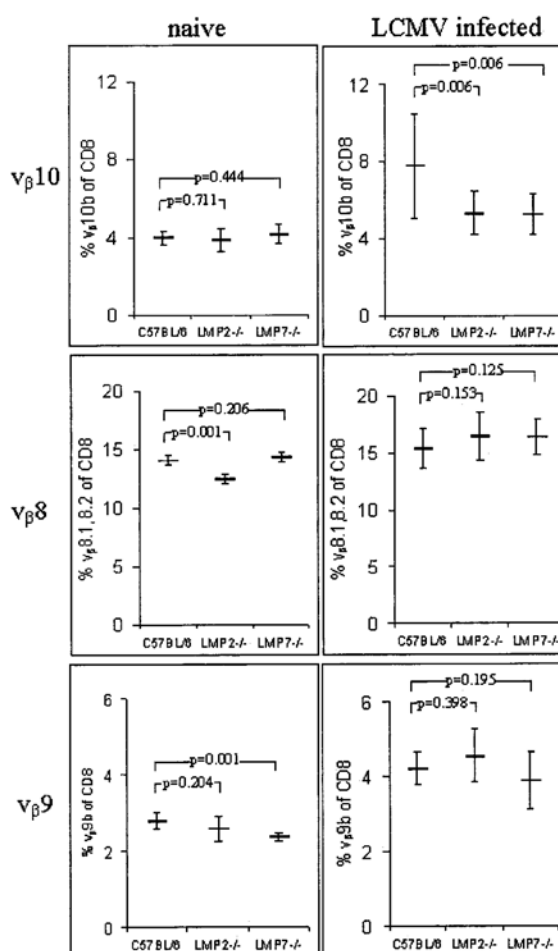 naive
LCMV infected
vβ10
% vβ10b of CD8
12
8
4
0
p=0.444
p=0.711
C57BL/6 LMP2-/- LMP7-/-
% vβ10b of CD8
12
8
4
0
p=0.006
p=0.006
C57BL/6 LMP2-/- LMP7-/-
vβ8
% vβ8.1,8.2 of CD8
20
15
10
5
0
p=0.206
p=0.001
C57BL/6 LMP2-/- LMP7-/-
% vβ8.1,8.2 of CD8
20
15
10
5
0
p=0.125
p=0.153
C57BL/6 LMP2-/- LMP7-/-
vβ9
% vβ9b of CD8
6
4
2
0
p=0.001
p=0.204
C57BL/6 LMP2-/- LMP7-/-
% vβ9b of CD8
6
4
2
0
p=0.195
p=0.398
C57BL/6 LMP2-/- LMP7-/-